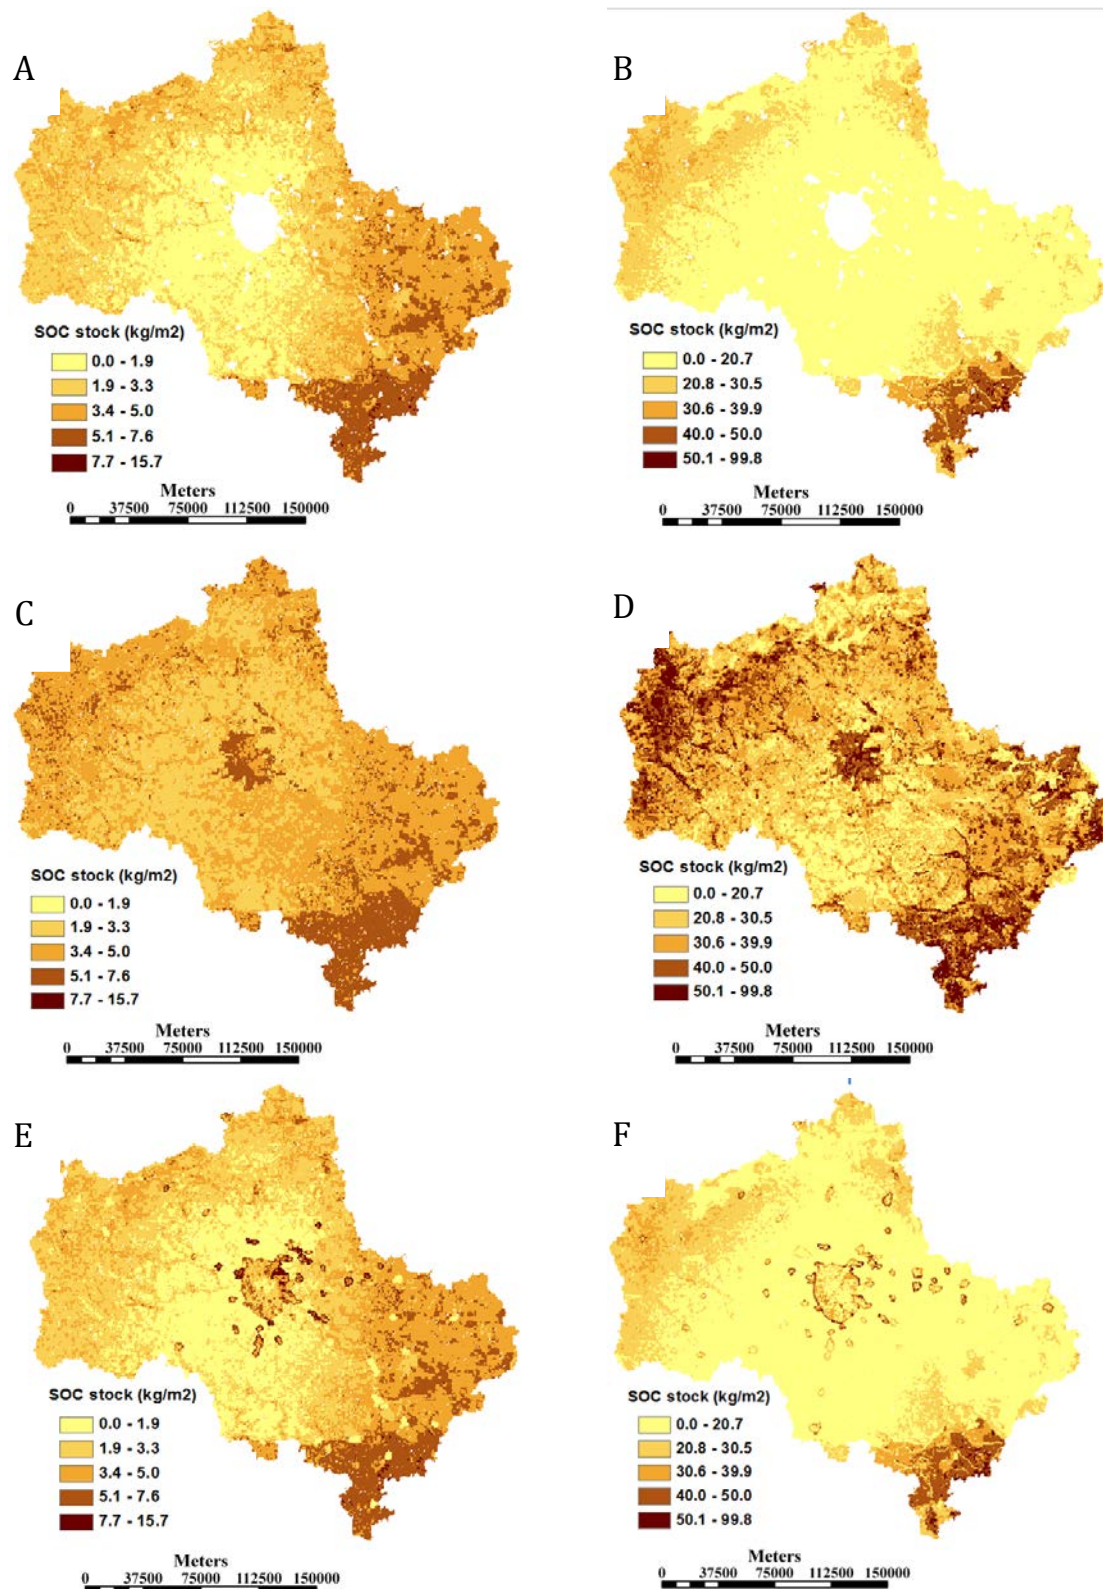 A
SOC stock (kg/m2)
0.0 - 1.9
1.9 - 3.3
3.4 - 5.0
5.1 - 7.6
7.7 - 15.7
Meters
0 37500 75000 112500 150000
B
SOC stock (kg/m2)
0.0 - 20.7
20.8 - 30.5
30.6 - 39.9
40.0 - 50.0
50.1 - 99.8
Meters
0 37500 75000 112500 150000
C
SOC stock (kg/m2)
0.0 - 1.9
1.9 - 3.3
3.4 - 5.0
5.1 - 7.6
7.7 - 15.7
Meters
0 37500 75000 112500 150000
D
SOC stock (kg/m2)
0.0 - 20.7
20.8 - 30.5
30.6 - 39.9
40.0 - 50.0
50.1 - 99.8
Meters
0 37500 75000 112500 150000
E
SOC stock (kg/m2)
0.0 - 1.9
1.9 - 3.3
3.4 - 5.0
5.1 - 7.6
7.7 - 15.7
Meters
0 37500 75000 112500 150000
F
SOC stock (kg/m2)
0.0 - 20.7
20.8 - 30.5
30.6 - 39.9
40.0 - 50.0
50.1 - 99.8
Meters
0 37500 75000 112500 150000